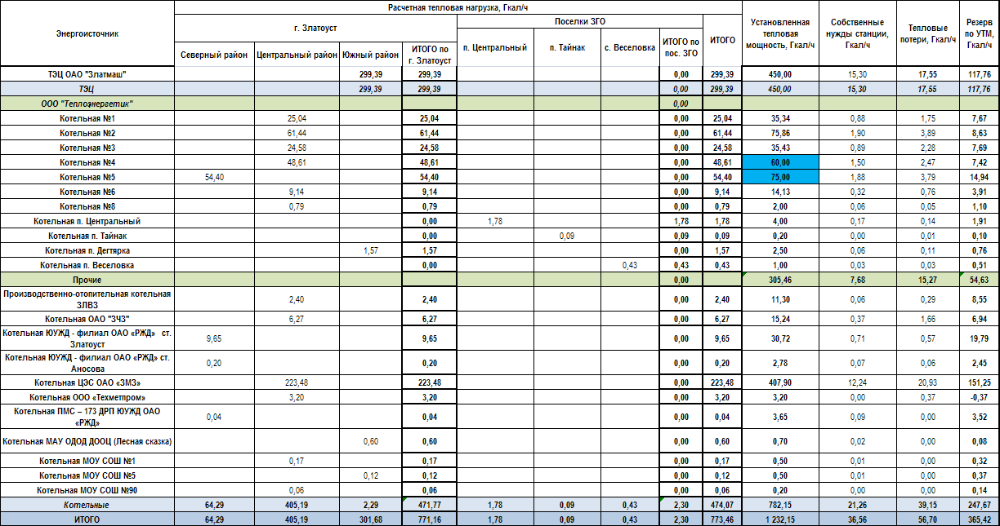 Энергоисточник
Расчетная тепловая нагрузка, Гкал/ч
Установленная тепловая мощность, Гкал/ч
Собственные нужды станции, Гкал/ч
Тепловые потери, Гкал/ч
Резерв по УТМ, Гкал/ч
г. Златоуст
Поселки ЗГО
ИТОГО
Северный район Центральный район Южный район ИТОГО по г. Златоуст п. Центральный п. Тайнак с. Веселовка ИТОГО по пос. ЗГО
ТЭЦ ОАО "Златмаш" 299,39 299,39 0,00 299,39 450,00 15,30 17,55 117,76
ТЭЦ 299,39 299,39 0,00 299,39 450,00 15,30 17,55 117,76
ООО "Теплоэнергетик" 0,00
Котельная №1 25,04 25,04 0,00 25,04 35,34 0,88 1,75 7,67
Котельная №2 61,44 61,44 0,00 61,44 75,86 1,90 3,89 8,63
Котельная №3 24,58 24,58 0,00 24,58 35,43 0,89 2,28 7,69
Котельная №4 48,61 48,61 0,00 48,61 60,00 1,50 2,47 7,42
Котельная №5 54,40 54,40 0,00 54,40 75,00 1,88 3,79 14,94
Котельная №6 9,14 9,14 0,00 9,14 14,13 0,32 0,76 3,91
Котельная №8 0,79 0,79 0,00 0,79 2,00 0,06 0,05 1,10
Котельная п. Центральный 0,00 1,78 1,78 1,78 4,00 0,17 0,14 1,91
Котельная п. Тайнак 0,00 0,09 0,09 0,09 0,20 0,00 0,01 0,10
Котельная п. Дегтярка 1,57 1,57 0,00 1,57 2,50 0,06 0,11 0,76
Котельная п. Веселовка 0,00 0,43 0,43 0,43 1,00 0,03 0,03 0,51
Прочие 0,00 305,46 7,68 15,27 54,63
Производственно-отопительная котельная
ЗЛВЗ 2,40 2,40 0,00 2,40 11,30 0,06 0,29 8,55
Котельная ОАО "ЗЧЗ" 6,27 6,27 0,00 6,27 15,24 0,37 1,66 6,94
Котельная ЮУЖД - филиал ОАО «РЖД» ст.
Златоуст 9,65 9,65 0,00 9,65 30,72 0,71 0,57 19,79
Котельная ЮУЖД - филиал ОАО «РЖД» ст.
Аносова 0,20 0,20 0,00 0,20 2,78 0,07 0,06 2,45
Котельная ЦЭС ОАО «ЗМЗ» 223,48 223,48 0,00 223,48 407,90 12,24 20,93 151,25
Котельная ООО «Техметпром» 3,20 3,20 0,00 3,20 3,20 0,00 0,37 -0,37
Котельная ПМС – 173 ДРП ЮУЖД ОАО
«РЖД» 0,04 0,04 0,00 0,04 3,65 0,09 0,00 3,52
Котельная МАУ ОДОД ДООЦ (Лесная сказка) 0,60 0,60 0,00 0,60 0,70 0,02 0,00 0,08
Котельная МОУ СОШ №1 0,17 0,17 0,00 0,17 0,50 0,01 0,00 0,32
Котельная МОУ СОШ №5 0,12 0,12 0,00 0,12 0,50 0,01 0,00 0,37
Котельная МОУ СОШ №90 0,06 0,06 0,00 0,06 0,20 0,00 0,00 0,14
Котельные 64,29 405,19 2,29 471,77 1,78 0,09 0,43 2,30 474,07 782,15 21,26 39,15 247,67
ИТОГО 64,29 405,19 301,68 771,16 1,78 0,09 0,43 2,30 773,46 1 232,15 36,56 56,70 365,42